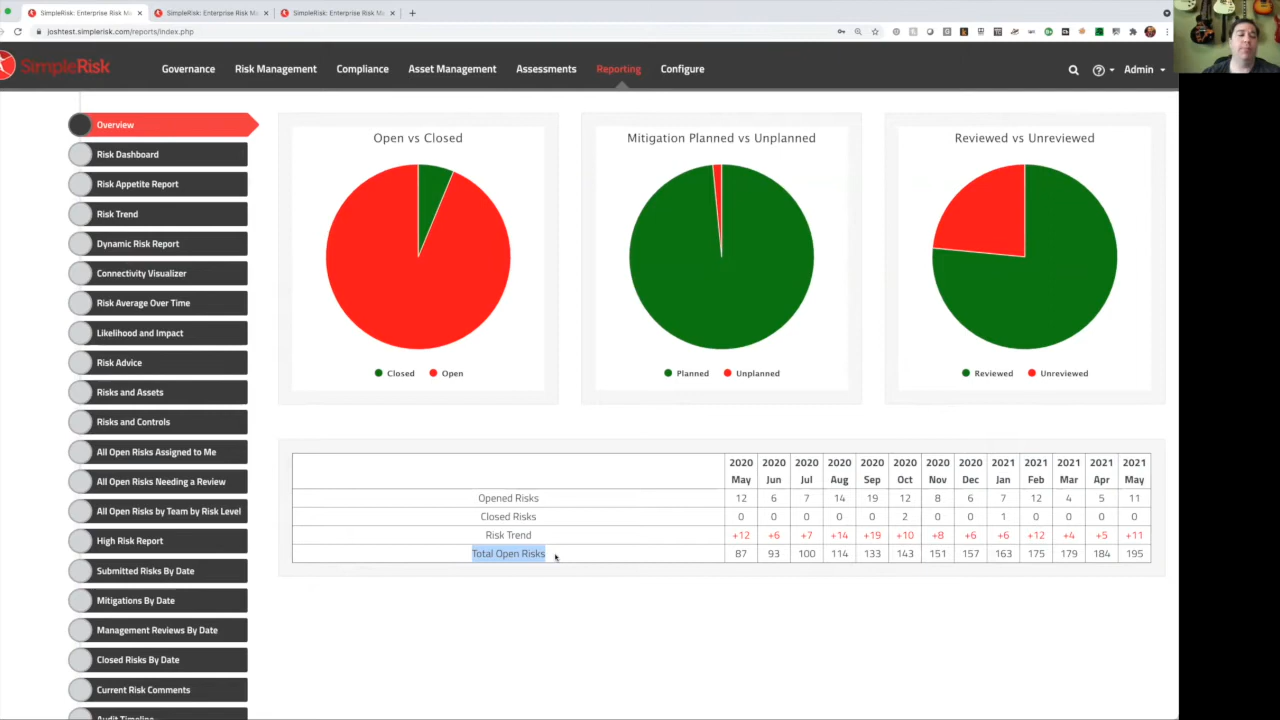 SimpleRisk: Enterprise Risk M
SimpleRisk: Enterprise Risk M
SimpleRisk: Enterprise Risk M
joshtest.simplerisk.com/reports/index.php
SimpleRisk
Governance
Risk Management
Compliance
Asset Management
Assessments
Reporting
Configure
Admin
Overview
Risk Dashboard
Risk Appetite Report
Risk Trend
Dynamic Risk Report
Connectivity Visualizer
Risk Average Over Time
Likelihood and Impact
Risk Advice
Risks and Assets
Risks and Controls
All Open Risks Assigned to Me
All Open Risks Needing a Review
All Open Risks by Team by Risk Level
High Risk Report
Submitted Risks By Date
Mitigations By Date
Management Reviews By Date
Closed Risks By Date
Current Risk Comments
Audit Timeline
Open vs Closed
Closed Open
Mitigation Planned vs Unplanned
Planned Unplanned
Reviewed vs Unreviewed
Reviewed Unreviewed
2020 2020 2020 2020 2020 2020 2020 2020 2021 2021 2021 2021 2021
May Jun Jul Aug Sep Oct Nov Dec Jan Feb Mar Apr May
Opened Risks 12 6 7 14 19 12 8 6 7 12 4 5 11
Closed Risks 0 0 0 0 0 2 0 0 1 0 0 0 0
Risk Trend +12 +6 +7 +14 +19 +10 +8 +6 +6 +12 +4 +5 +11
Total Open Risks 87 93 100 114 133 143 151 157 163 175 179 184 195